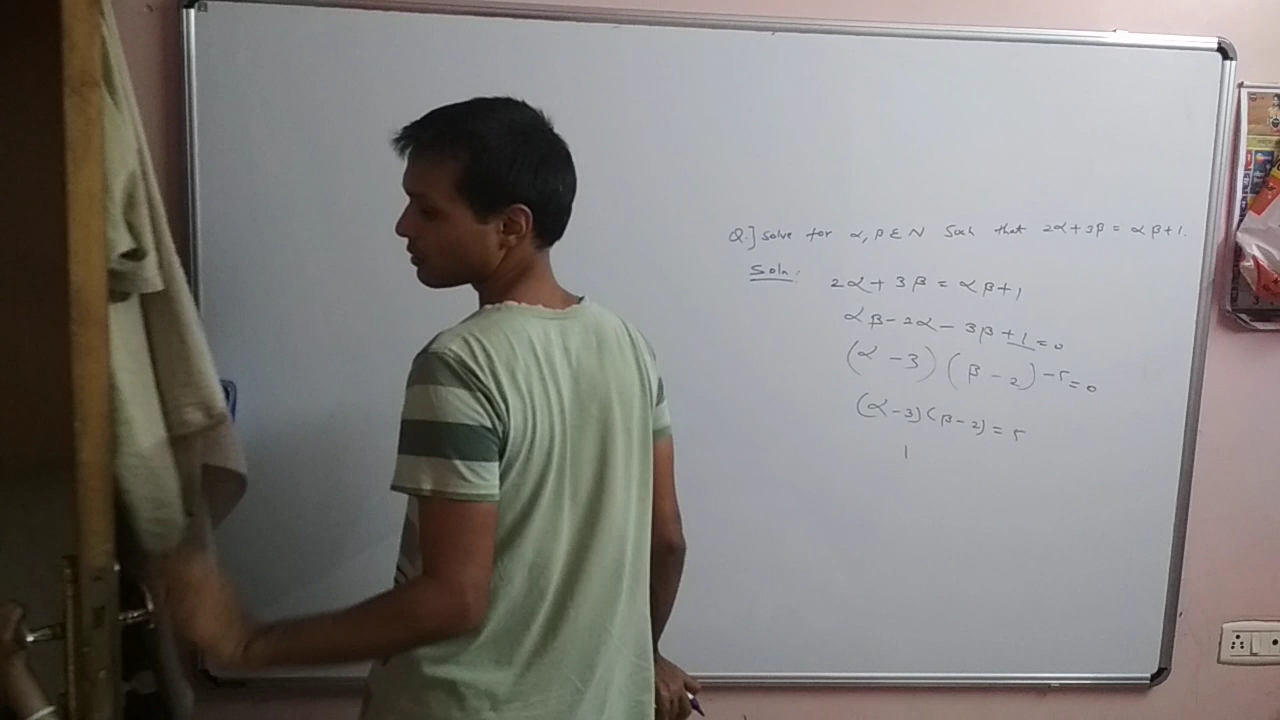 Q.] Solve for α, β ∈ N Such that 2α + 3β = αβ + 1.
Soln:
2α + 3β = αβ + 1
αβ - 2α - 3β + 1 = 0
(α - 3) (β - 2) - 5 = 0
(α - 3) (β - 2) = 5
1